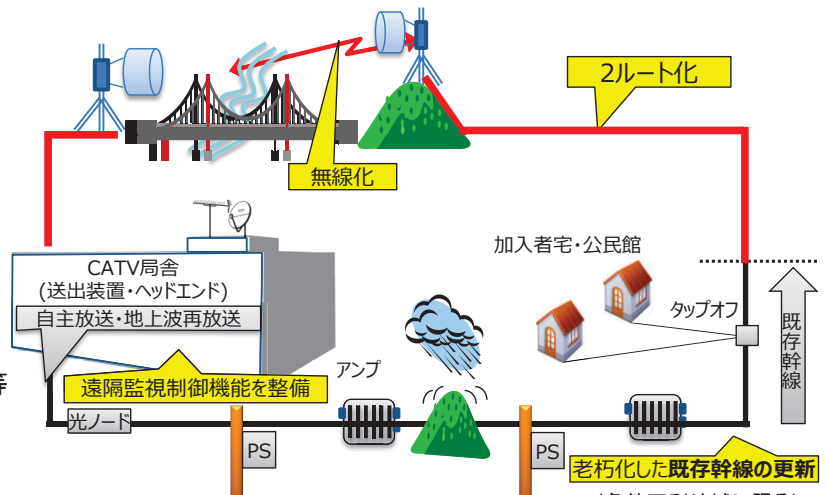 2ルート化
無線化
加入者宅・公民館
CATV局舎
(送出装置・ヘッドエンド)
自主放送・地上波再放送
タップオフ
既存幹線
等
遠隔監視制御機能を整備
アンプ
光ノード
PS
PS
老朽化した既存幹線の更新